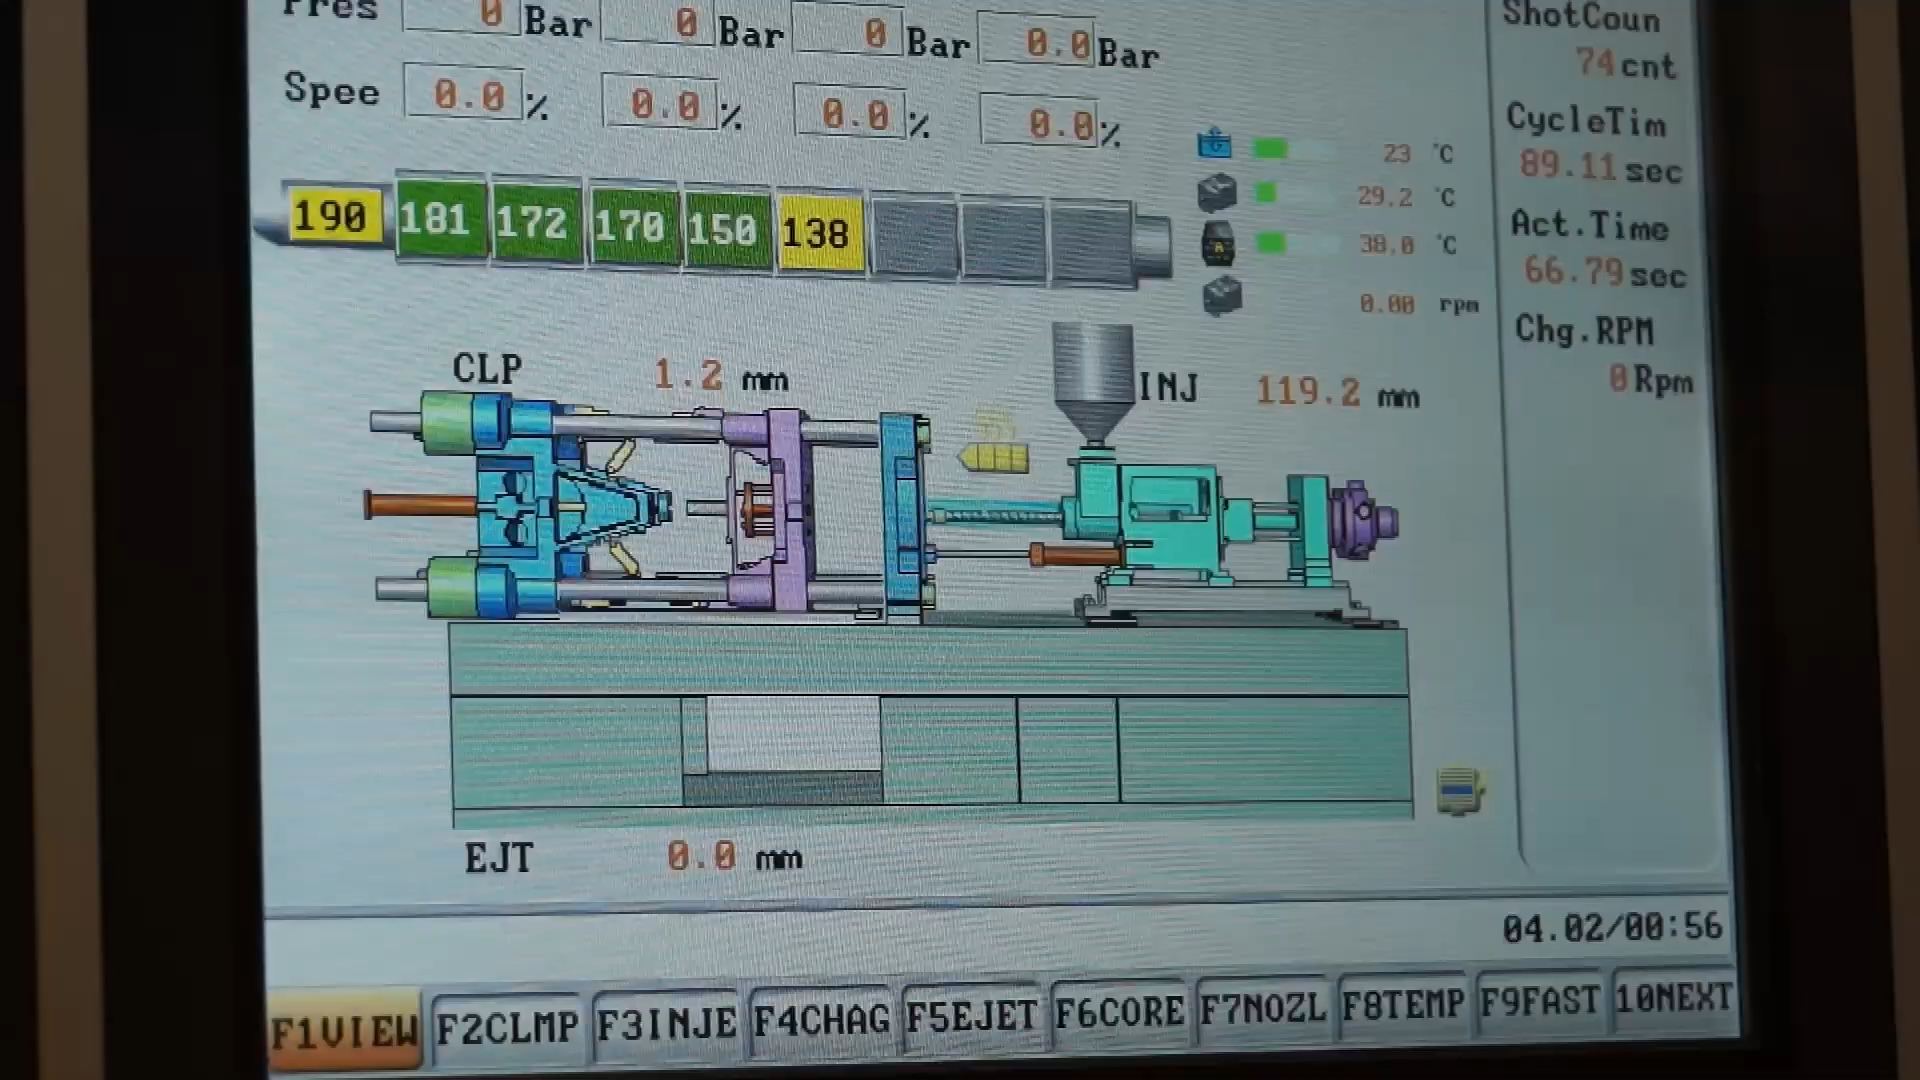 Pres 0 Bar 0 Bar 0 Bar 0.0 Bar
Spee 0.0 % 0.0 % 0.0 % 0.0 %
190 181 172 170 150 138
23 °C
29.2 °C
38.0 °C
0.00 rpm
ShotCoun
74 cnt
CycleTim
89.11 sec
Act.Time
66.79 sec
Chg.RPM
0 Rpm
CLP 1.2 mm
INJ 119.2 mm
EJT 0.0 mm
04.02/00:56
F1VIEW F2CLMP F3INJE F4CHAG F5EJET F6CORE F7NOZL F8TEMP F9FAST 10NEXT